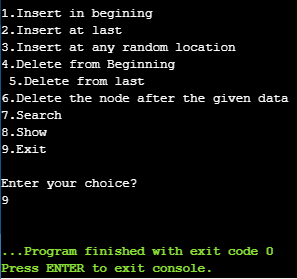 1.Insert in begining
2.Insert at last
3.Insert at any random location
4.Delete from Beginning
5.Delete from last
6.Delete the node after the given data
7.Search
8.Show
9.Exit
Enter your choice?
9
...Program finished with exit code 0
Press ENTER to exit console.